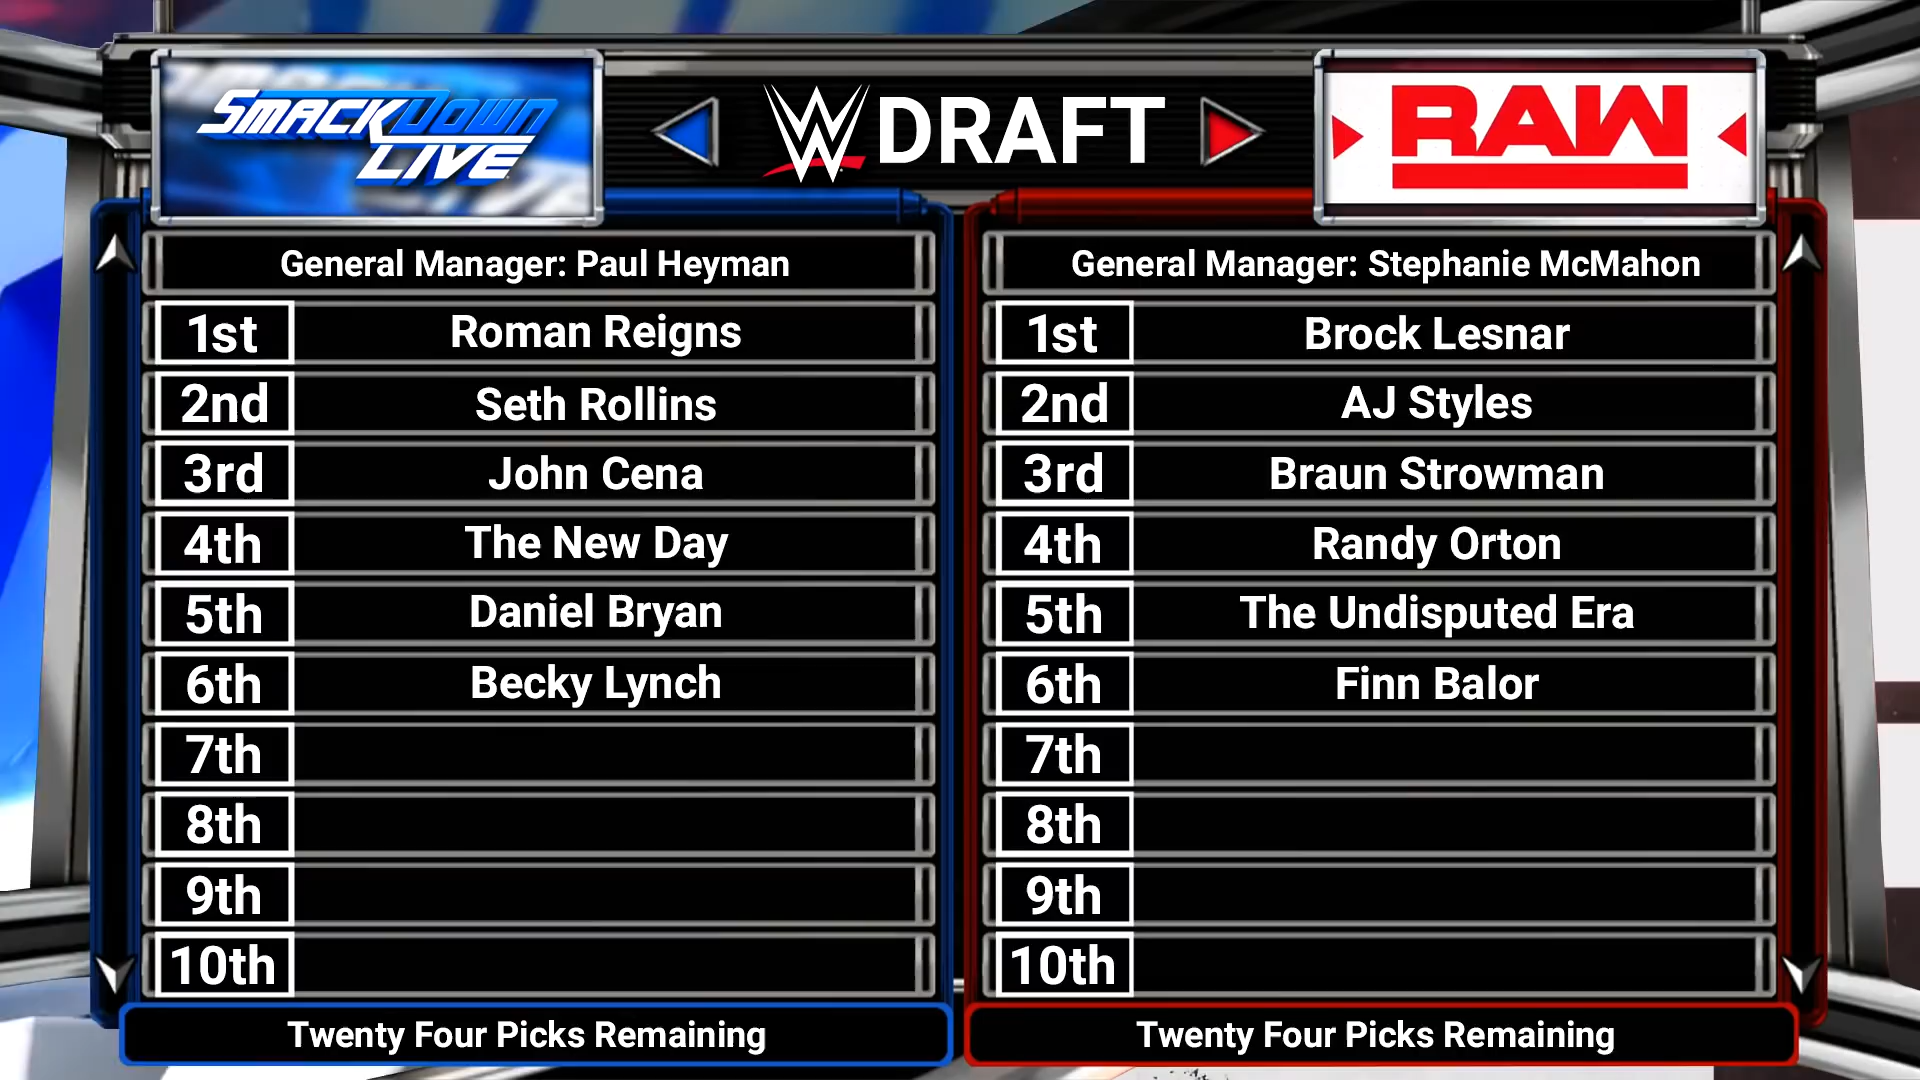 SMACKDOWN
LIVE
W DRAFT
RAW
General Manager: Paul Heyman
1st Roman Reigns
2nd Seth Rollins
3rd John Cena
4th The New Day
5th Daniel Bryan
6th Becky Lynch
7th
8th
9th
10th
Twenty Four Picks Remaining
General Manager: Stephanie McMahon
1st Brock Lesnar
2nd AJ Styles
3rd Braun Strowman
4th Randy Orton
5th The Undisputed Era
6th Finn Balor
7th
8th
9th
10th
Twenty Four Picks Remaining